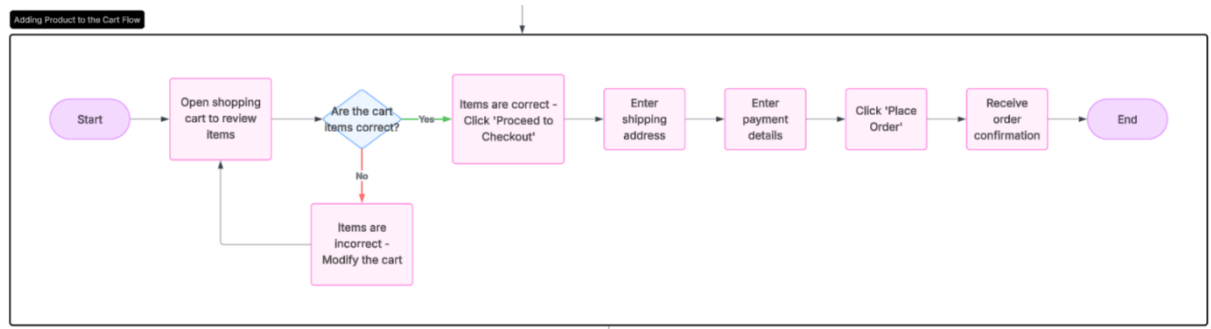 Adding Product to the Cart Flow
Start
Open shopping
cart to review
items
Are the cart
items correct?
Yes
No
Items are
incorrect -
Modify the cart
Items are correct -
Click 'Proceed to
Checkout'
Enter
shipping
address
Enter
payment
details
Click 'Place
Order'
Receive
order
confirmation
End